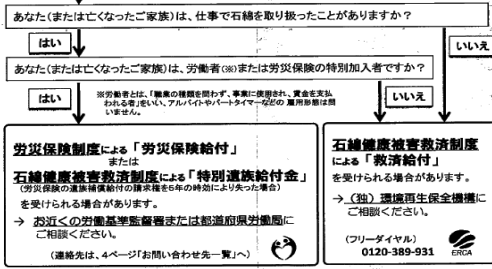 あなた(または亡くなったご家族)は、仕事で石綿を取り扱ったことがありますか?
はい
いいえ
あなた(または亡くなったご家族)は、労働者(※)または労災保険の特別加入者ですか?
はい
※労働者とは、「職業の種類を問わず、事業に使用され、賃金を支払
われる者」をいい、アルバイトやパートタイマーなどの 雇用形態は問
いません。
いいえ
労災保険制度による「労災保険給付」
または
石綿健康被害救済制度による「特別遺族給付金」
(労災保険の遺族補償給付の請求権を5年の時効により失った場合)
を受けられる場合があります。
→ お近くの労働基準監督署または都道府県労働局に
ご相談ください。
(連絡先は、4ページ「お問い合わせ先一覧」へ)
石綿健康被害救済制度
による「救済給付」
を受けられる場合があります。
→ (独)環境再生保全機構に
ご相談ください。
(フリーダイヤル)
0120-389-931
ERCA